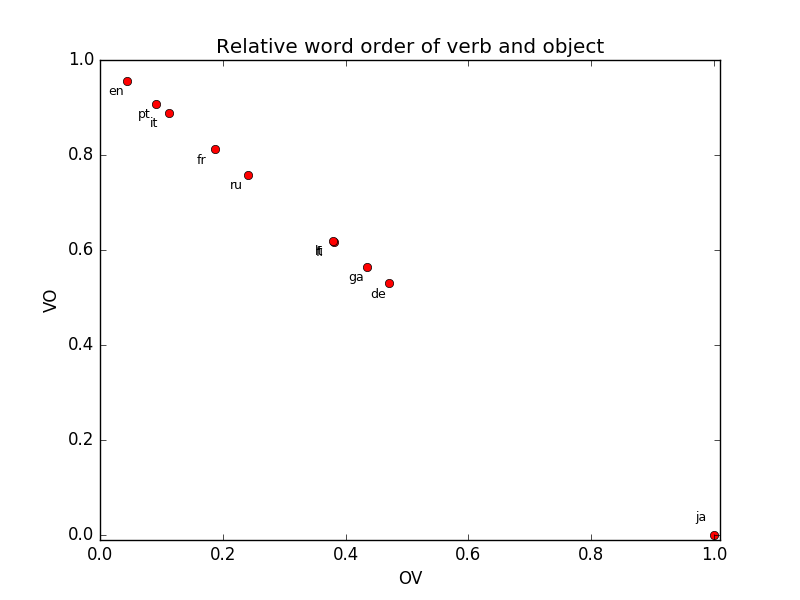 Relative word order of verb and object
1.0
en
pt
it
0.8
fr
ru
0.6
ga
de
VO
0.4
0.2
ja
0.0
0.0 0.2 0.4 0.6 0.8 1.0
OV